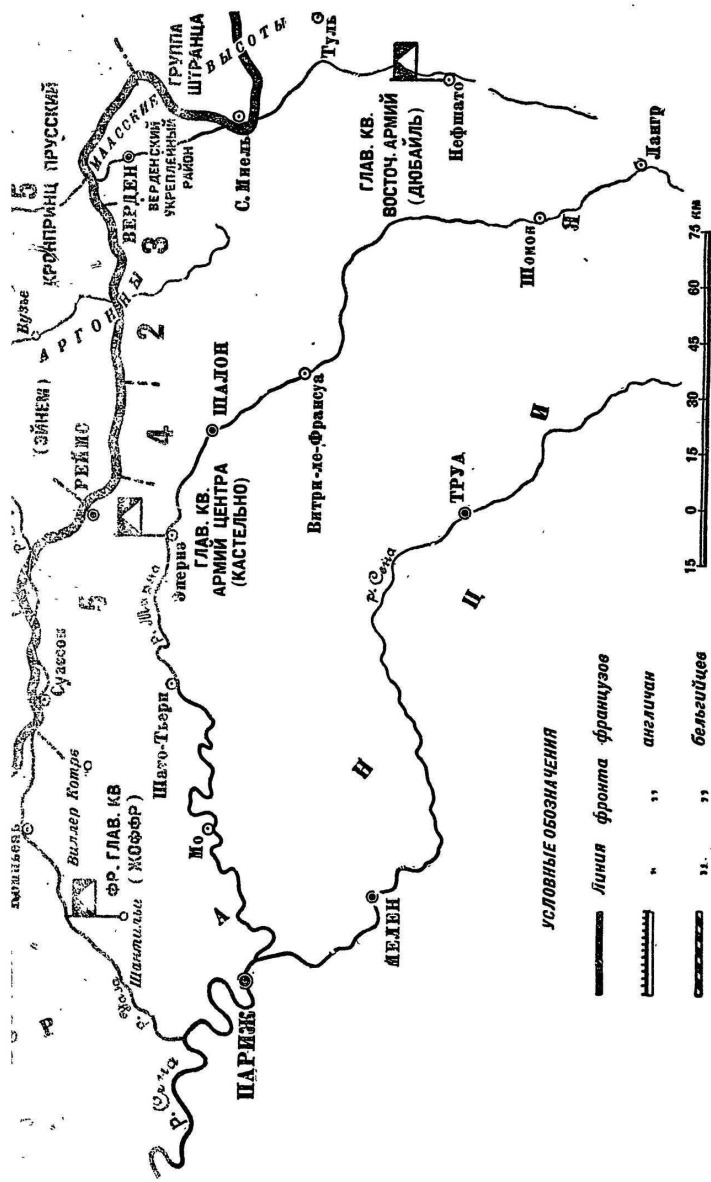 5
КРОНПРИНЦ ПРУССКИЙ
МААССКИЕ
ВЫСОТЫ
ГРУППА
ШТРАНЦА
ВЕРДЕН
ВЕРДЕНСКИЙ
УКРЕПЛЕННЫЙ
РАЙОН
С. Миель
Туль
3
Вузье
АРГОННЫ
2
(ЭЙНЕМ)
4
РЕЙМС
ШАЛОН
ГЛАВ. КВ.
ВОСТОЧ. АРМИЙ
(ДЮБАЙЛЬ)
Нефшато
Лангр
Шомон
Витри-ле-Франсуа
Эпернэ
ГЛАВ. КВ.
АРМИЙ ЦЕНТРА
(КАСТЕЛЬНО)
5
Суассон
р. Марна
Шато-Тьери
Мо
Виллер Котре
ФР. ГЛАВ. КВ
(ЖОФФР)
Шантильи
р.
р. Сена
ПАРИЖ
МЕЛЕН
р. Сена
ТРУА
Ф
Р
А
Н
Ц
И
Я
УСЛОВНЫЕ ОБОЗНАЧЕНИЯ
Линия фронта французов
" " англичан
" " бельгийцев
15 0 15 30 45 60 75 км